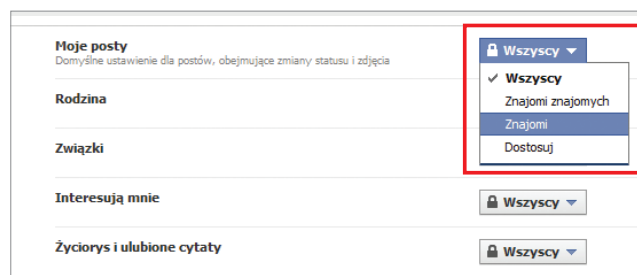 Moje posty
Domyślne ustawienie dla postów, obejmujące zmiany statusu i zdjęcia
Wszyscy
Wszyscy
Znajomi znajomych
Znajomi
Dostosuj
Rodzina
Związki
Interesują mnie
Wszyscy
Życiorys i ulubione cytaty
Wszyscy